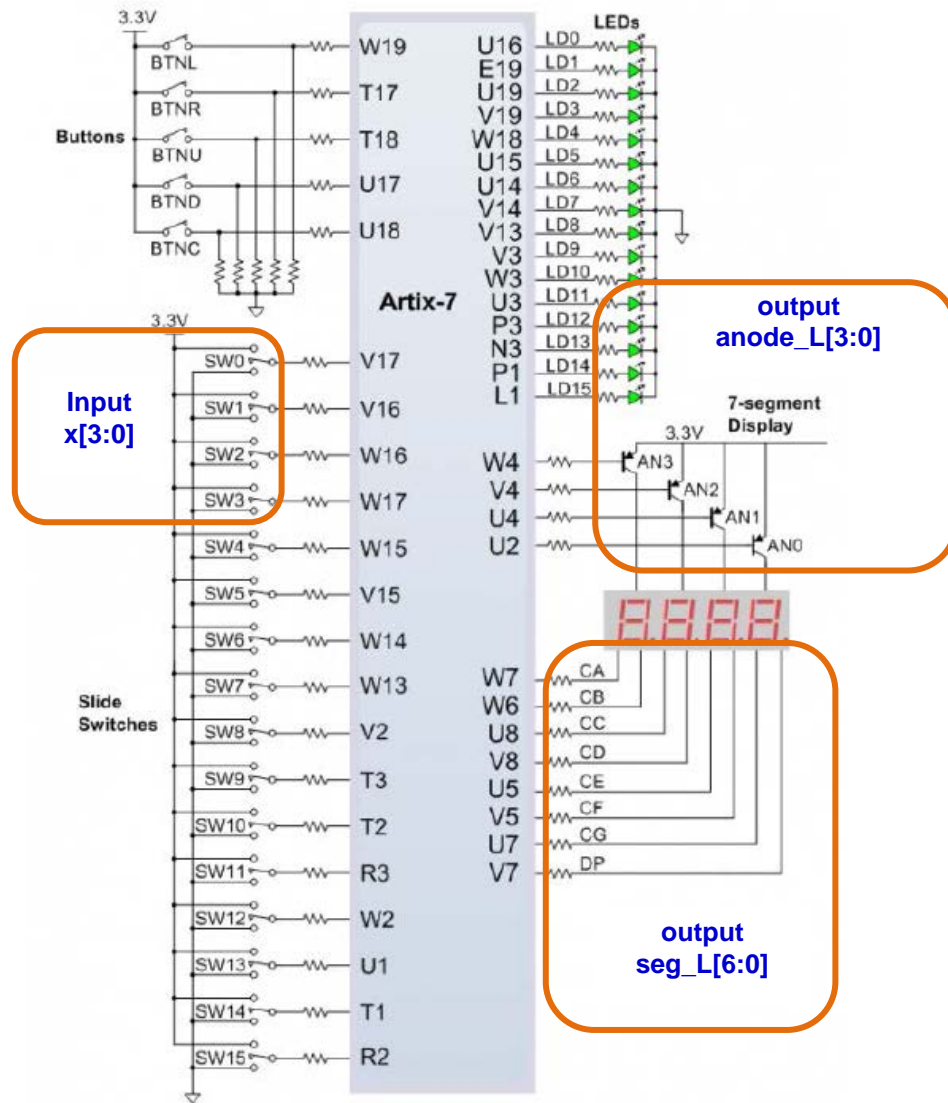 3.3V
BTNL
BTNR
BTNU
BTND
BTNC
Buttons
W19
T17
T18
U17
U18
Artix-7
LEDs
U16 LD0
E19 LD1
U19 LD2
V19 LD3
W18 LD4
U15 LD5
U14 LD6
V14 LD7
V13 LD8
V3 LD9
W3 LD10
U3 LD11
P3 LD12
N3 LD13
P1 LD14
L1 LD15
output
anode_L[3:0]
7-segment
Display
3.3V
W4 AN3
V4 AN2
U4 AN1
U2 AN0
3.3V
Input
x[3:0]
SW0 V17
SW1 V16
SW2 W16
SW3 W17
SW4 W15
SW5 V15
SW6 W14
SW7 W13
Slide
Switches
SW8 V2
SW9 T3
SW10 T2
SW11 R3
SW12 W2
SW13 U1
SW14 T1
SW15 R2
8.8.8.8.
W7 CA
W6 CB
U8 CC
V8 CD
U5 CE
V5 CF
U7 CG
V7 DP
output
seg_L[6:0]